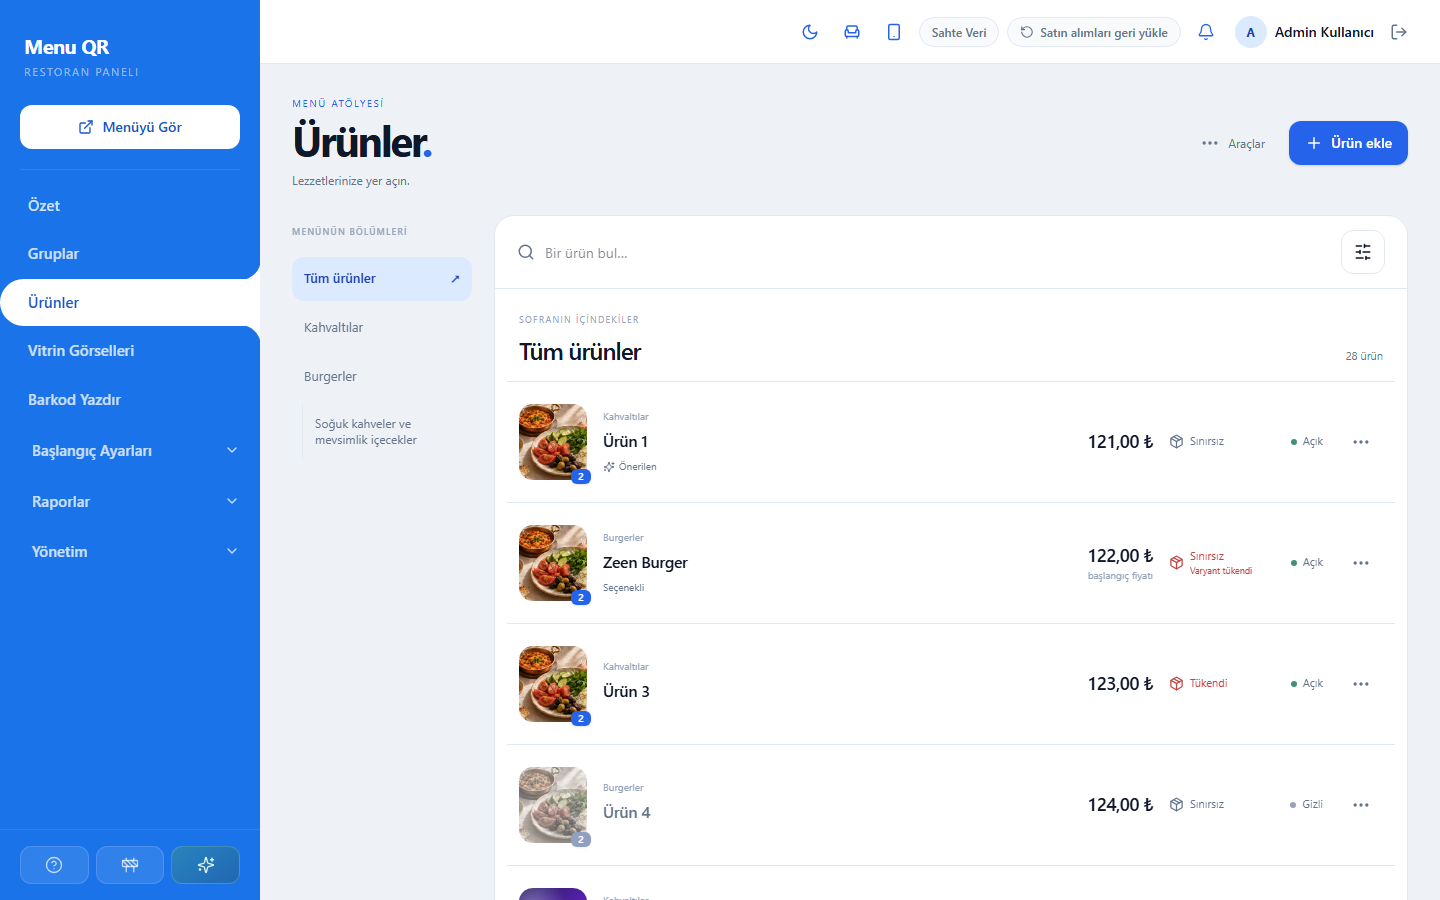 Menu QR
RESTORAN PANELİ
Menüyü Gör
Özet
Gruplar
Ürünler
Vitrin Görselleri
Barkod Yazdır
Başlangıç Ayarları
Raporlar
Yönetim
Sahte Veri
Satın alımları geri yükle
A
Admin Kullanıcı
MENÜ ATÖLYESİ
Ürünler.
Lezzetlerinize yer açın.
Araçlar
Ürün ekle
MENÜNÜN BÖLÜMLERİ
Tüm ürünler
Kahvaltılar
Burgerler
Soğuk kahveler ve
mevsimlik içecekler
Bir ürün bul...
SOFRANIN İÇİNDEKİLER
Tüm ürünler
28 ürün
2
Kahvaltılar
Ürün 1
Önerilen
121,00 ₺
Sınırsız
Açık
2
Burgerler
Zeen Burger
Seçenekli
122,00 ₺
başlangıç fiyatı
Sınırsız
Varyant tükendi
Açık
2
Kahvaltılar
Ürün 3
123,00 ₺
Tükendi
Açık
2
Burgerler
Ürün 4
124,00 ₺
Sınırsız
Gizli